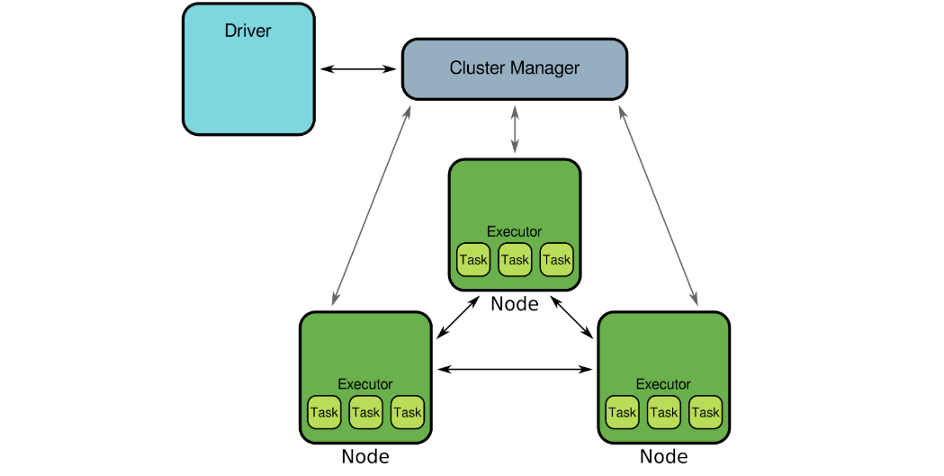 Driver
Cluster Manager
Executor
Task Task Task
Node
Executor
Task Task Task
Node
Executor
Task Task Task
Node